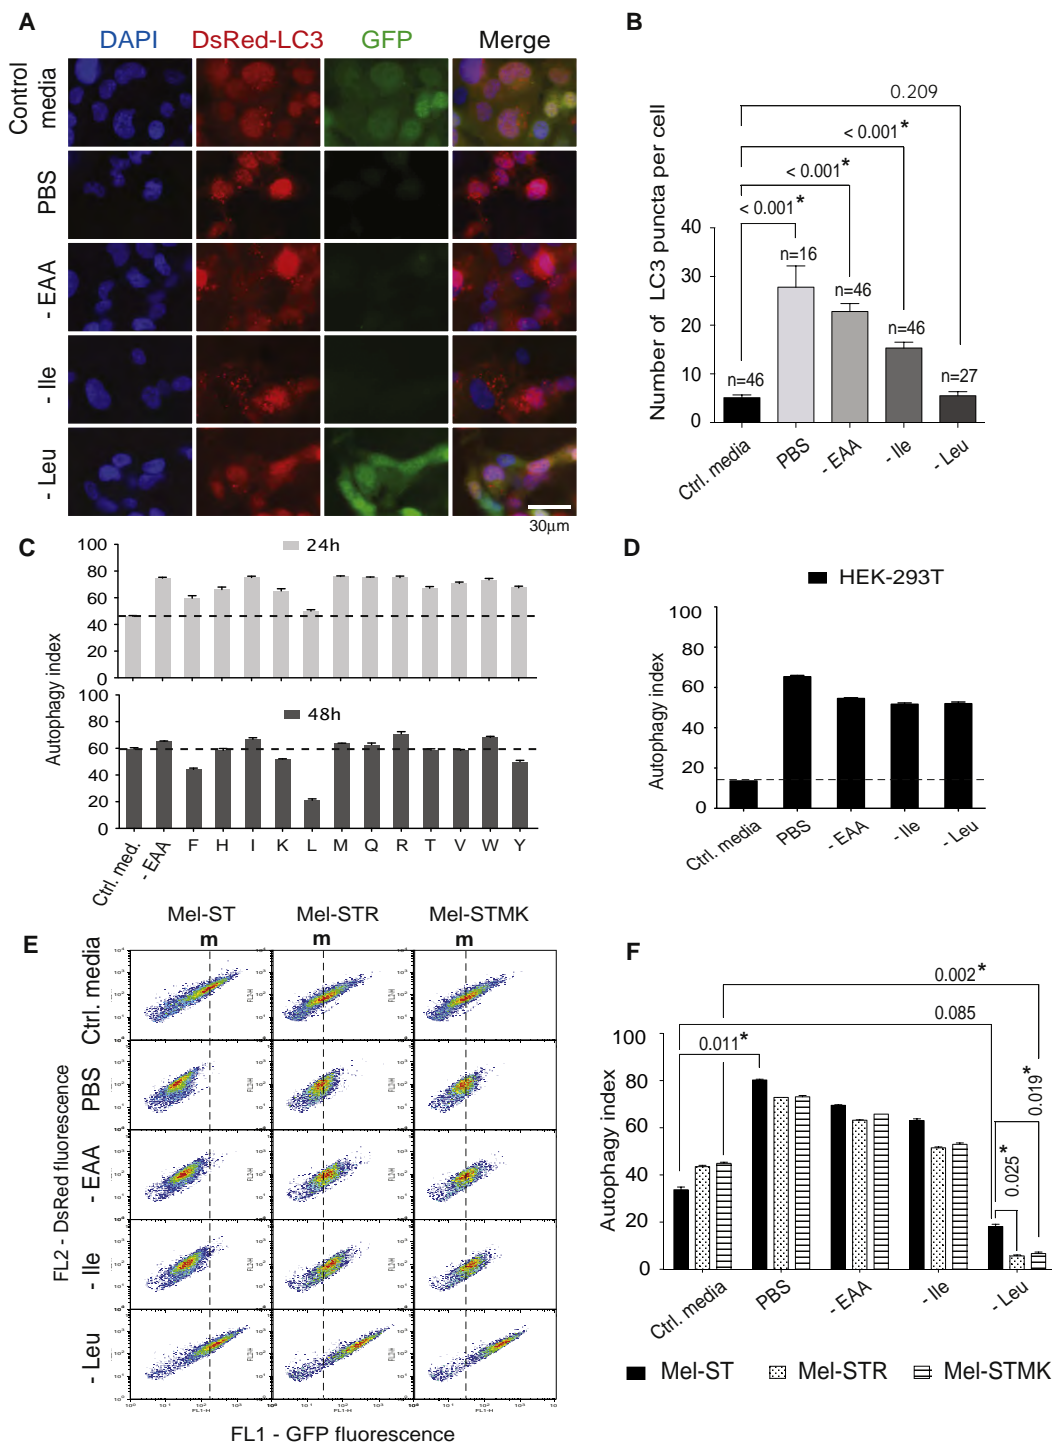 A
DAPI DsRed-LC3 GFP Merge
Control media
PBS
- EAA
- Ile
- Leu
30µm
B
Number of LC3 puncta per cell
0.209
< 0.001*
< 0.001*
< 0.001*
40
30
20
10
0
n=46
n=16
n=46
n=46
n=27
Ctrl. media
PBS
- EAA
- Ile
- Leu
C
Autophagy index
24h
100
80
60
40
20
0
48h
100
80
60
40
20
0
Ctrl. med. - EAA F H I K L M Q R T V W Y
D
HEK-293T
Autophagy index
100
80
60
40
20
0
Ctrl. media
PBS
- EAA
- Ile
- Leu
E
Mel-ST Mel-STR Mel-STMK
m m m
FL2 - DsRed fluorescence
Ctrl. media
PBS
- EAA
- Ile
- Leu
FL1 - GFP fluorescence
F
Autophagy index
0.002*
0.085
0.011*
0.019*
0.025*
100
80
60
40
20
0
Ctrl. media
PBS
- EAA
- Ile
- Leu
Mel-ST Mel-STR Mel-STMK